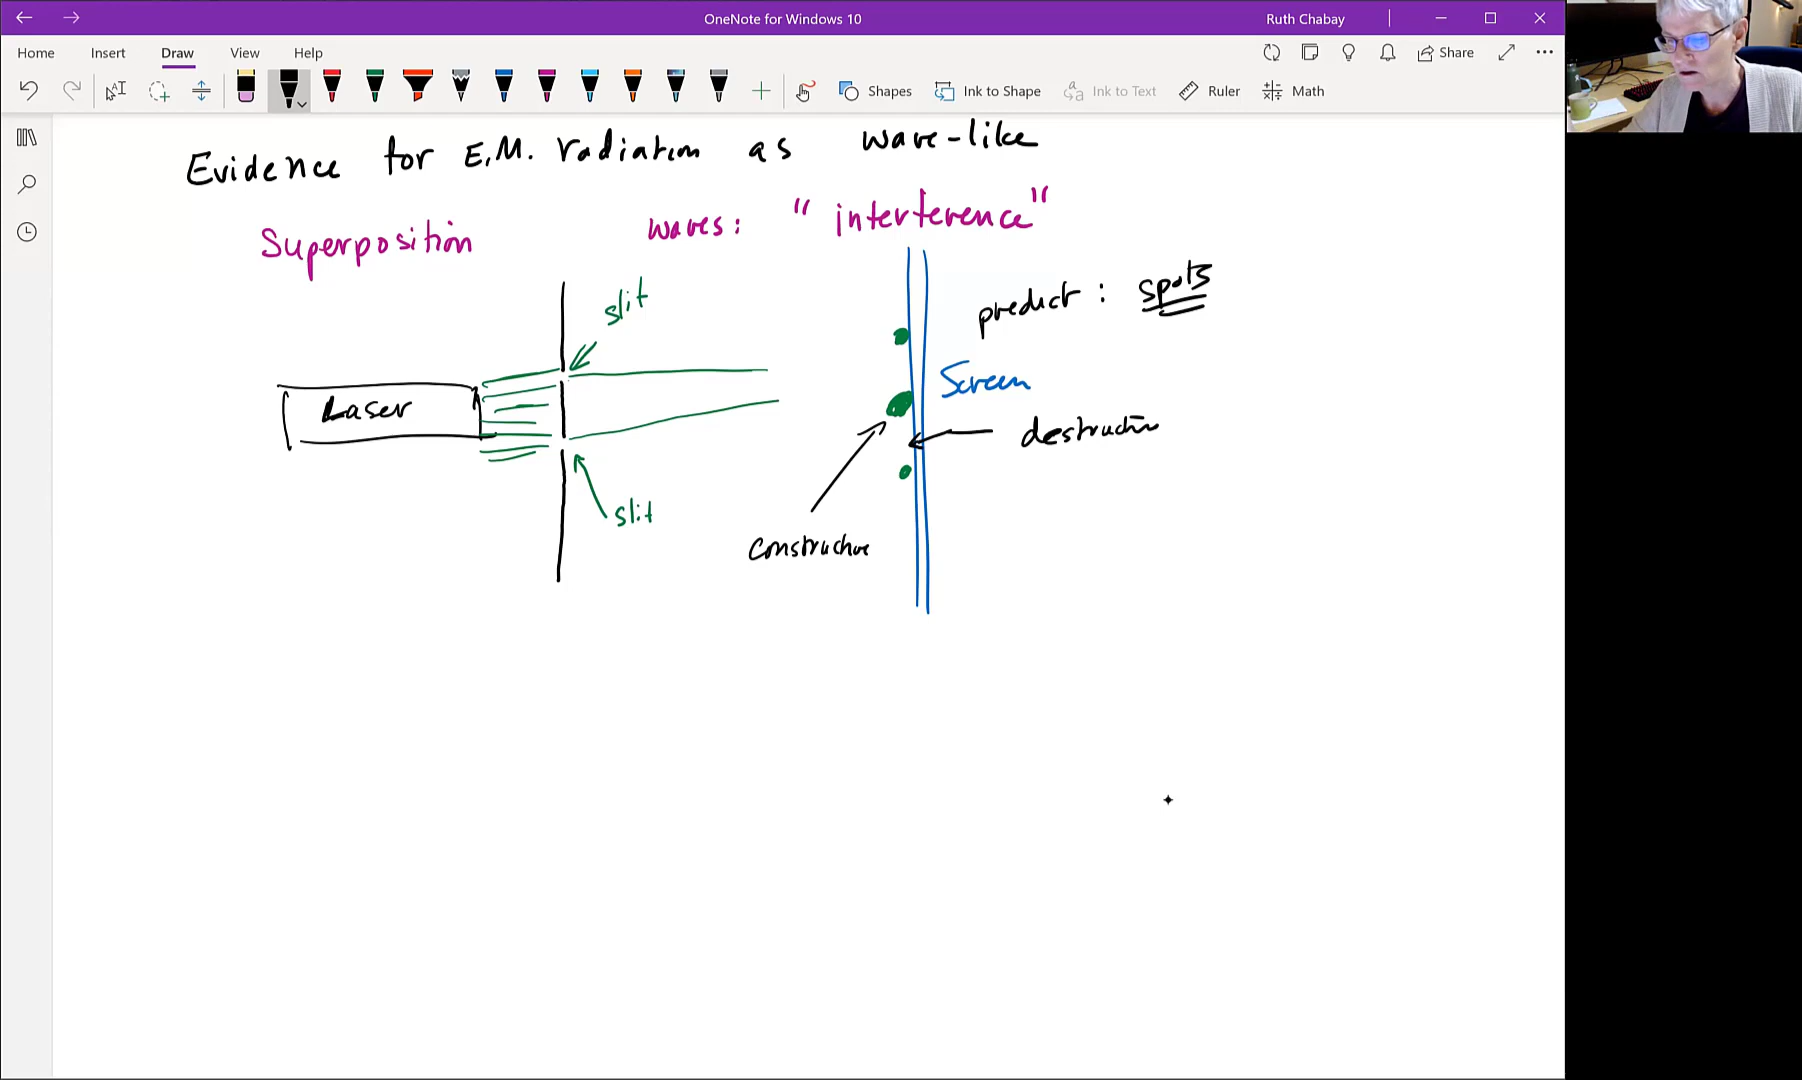 OneNote for Windows 10
Ruth Chabay
Home Insert Draw View Help
Share
Shapes Ink to Shape Ink to Text Ruler Math
Evidence for E.M. radiation as wave-like
Superposition waves: "interference"
slit
predict : spots
Screen
Laser
destructive
slit
Constructive